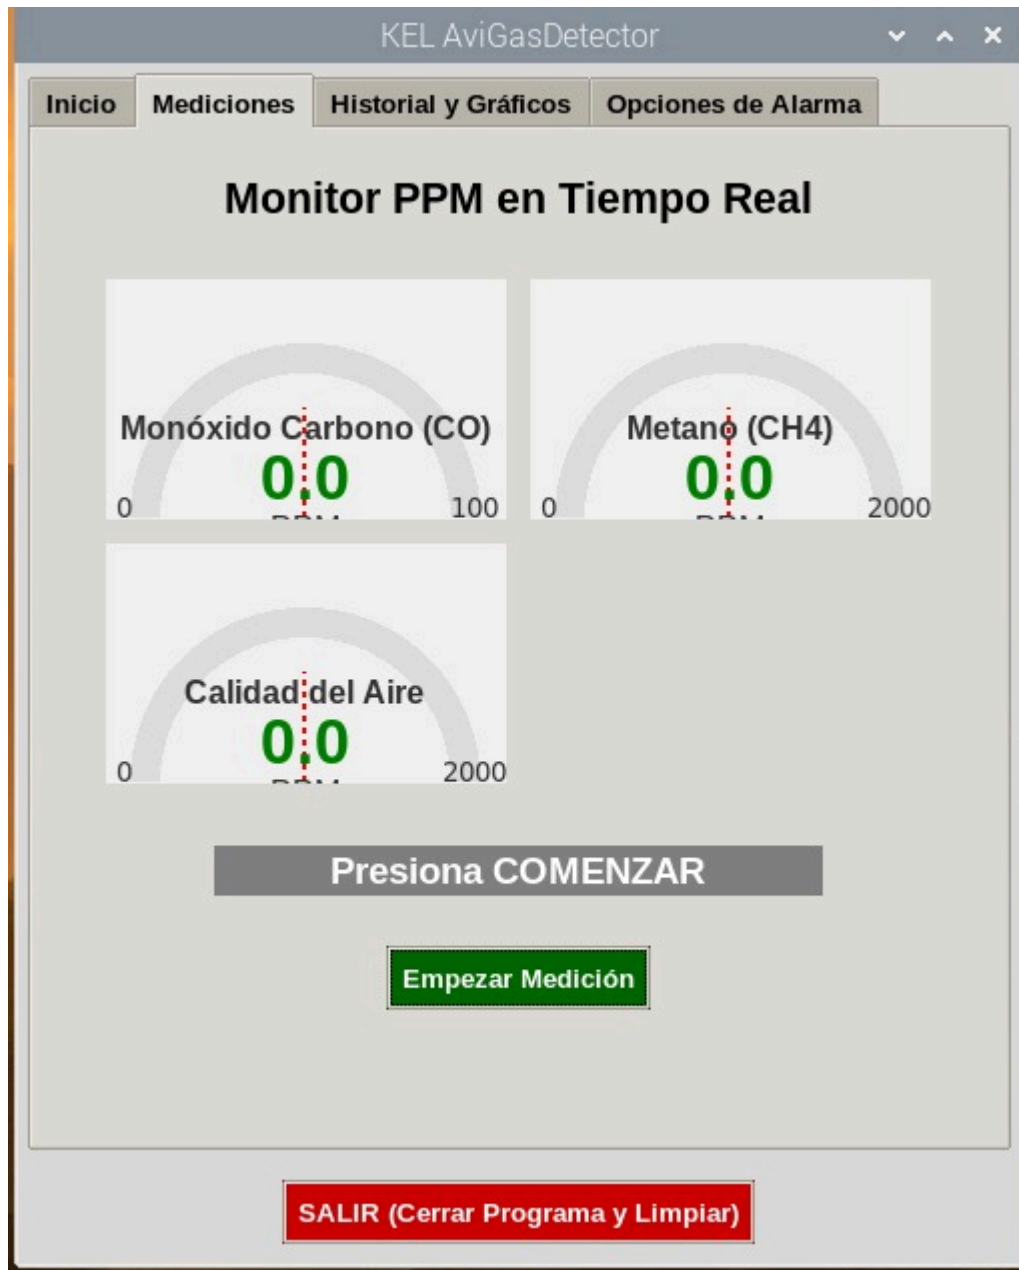 KEL AviGasDetector
Inicio Mediciones Historial y Gráficos Opciones de Alarma
Monitor PPM en Tiempo Real
Monóxido Carbono (CO)
0.0
0 100
Metano (CH4)
0.0
0 2000
Calidad del Aire
0.0
0 2000
Presiona COMENZAR
Empezar Medición
SALIR (Cerrar Programa y Limpiar)